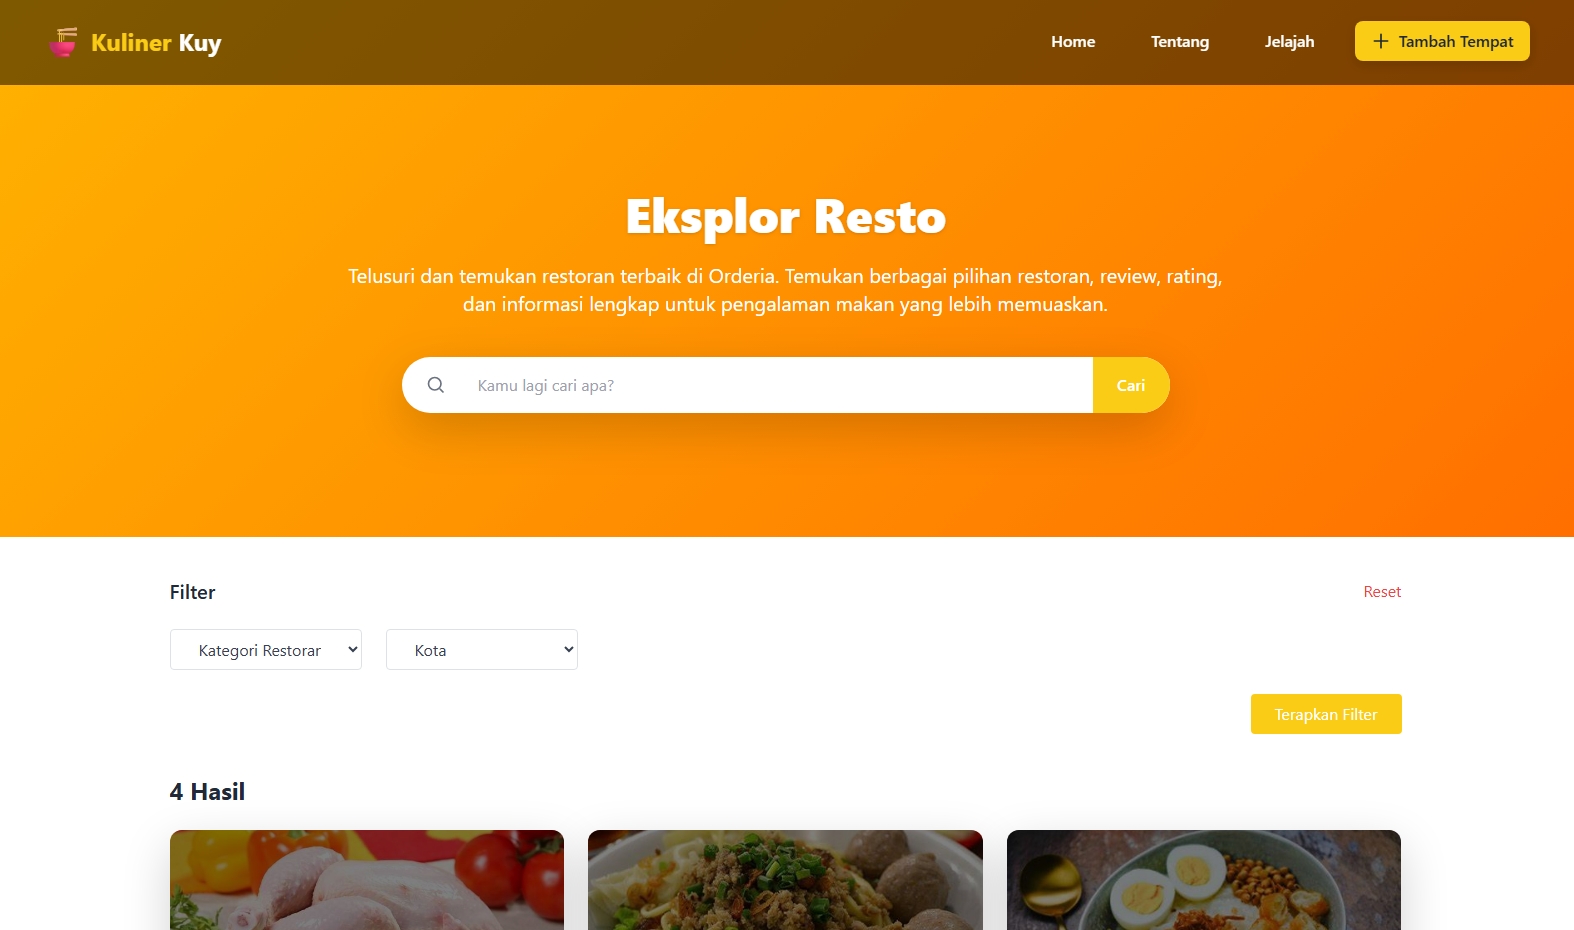 Kuliner Kuy
Home
Tentang
Jelajah
Tambah Tempat
Eksplor Resto
Telusuri dan temukan restoran terbaik di Orderia. Temukan berbagai pilihan restoran, review, rating,
dan informasi lengkap untuk pengalaman makan yang lebih memuaskan.
Kamu lagi cari apa?
Cari
Filter
Reset
Kategori Restorar
Kota
Terapkan Filter
4 Hasil